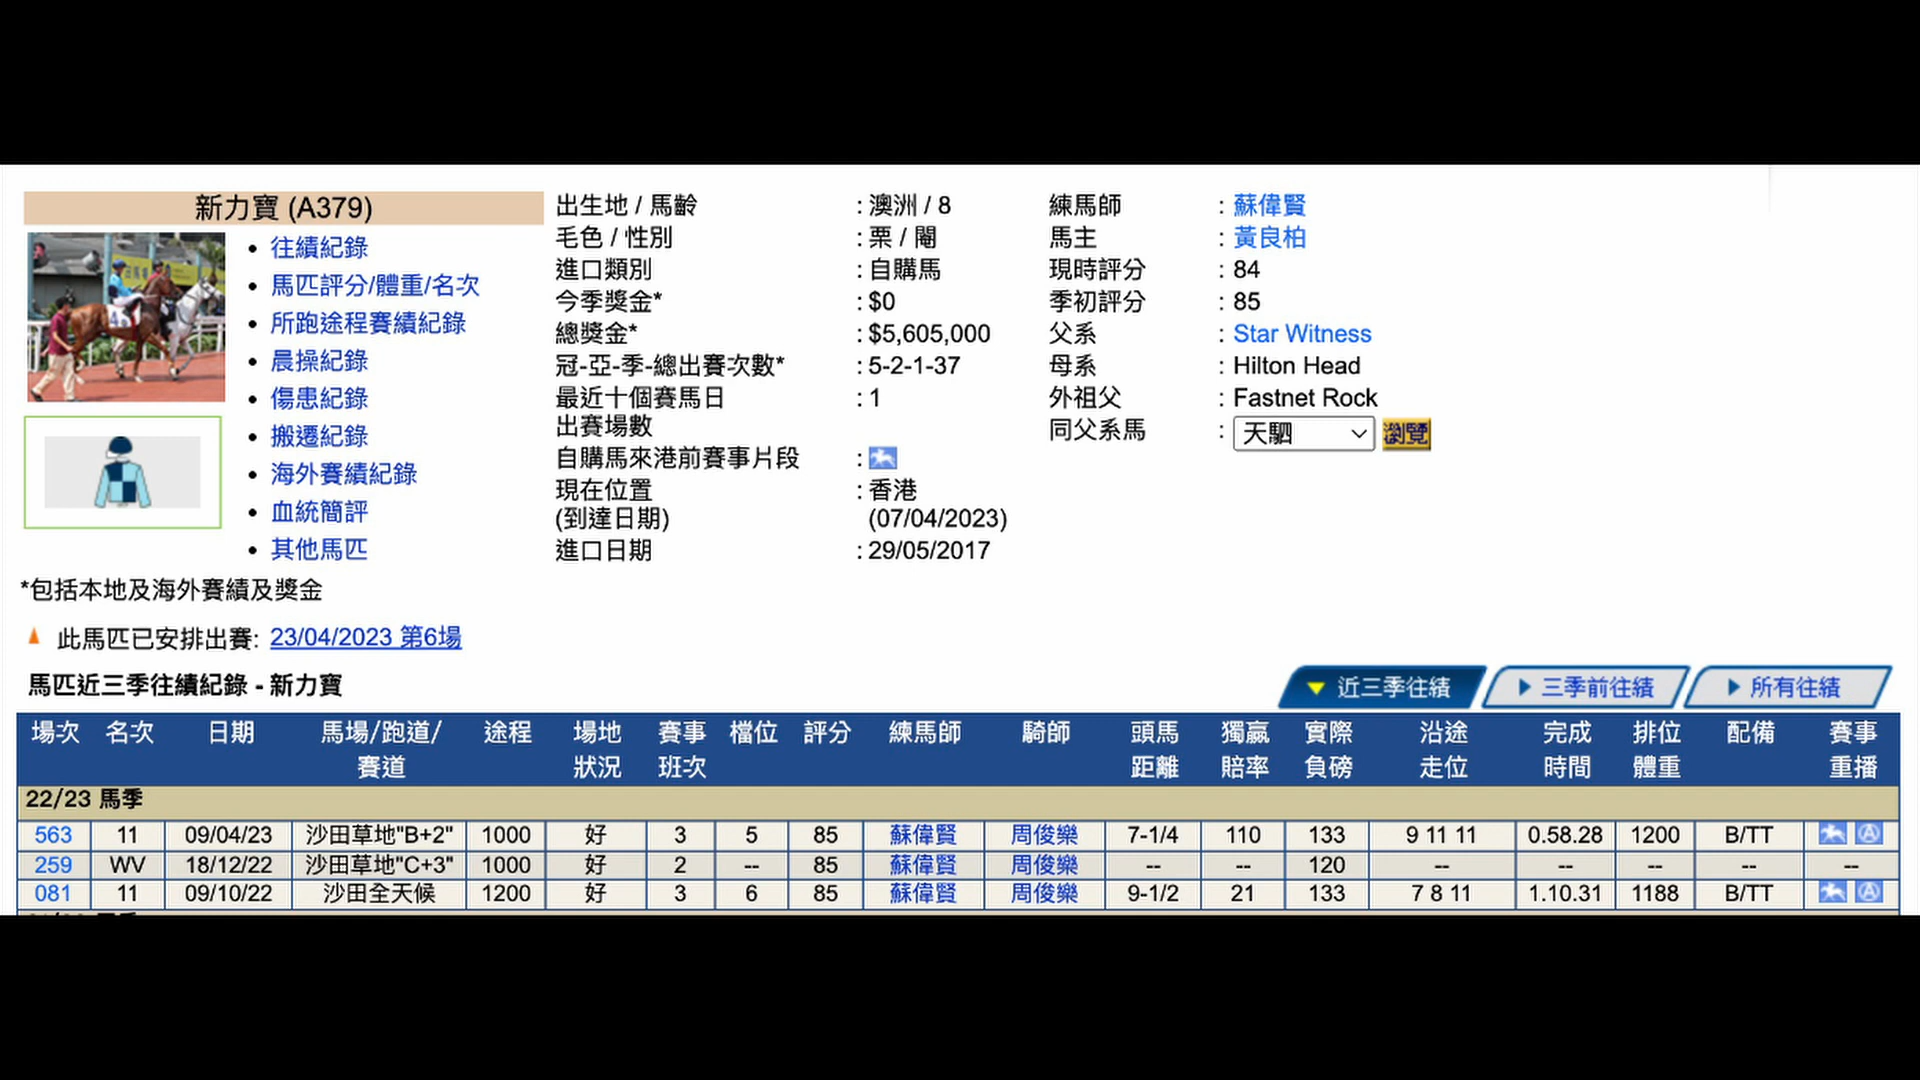 新力寶 (A379)
往績紀錄
馬匹評分/體重/名次
所跑途程賽績紀錄
晨操紀錄
傷患紀錄
搬遷紀錄
海外賽績紀錄
血統簡評
其他馬匹
出生地 / 馬齡 : 澳洲 / 8
毛色 / 性別 : 栗 / 閹
進口類別 : 自購馬
今季獎金* : $0
總獎金* : $5,605,000
冠-亞-季-總出賽次數* : 5-2-1-37
最近十個賽馬日 : 1
出賽場數
自購馬來港前賽事片段 :
現在位置 : 香港
(到達日期) (07/04/2023)
進口日期 : 29/05/2017
練馬師 : 蘇偉賢
馬主 : 黃良柏
現時評分 : 84
季初評分 : 85
父系 : Star Witness
母系 : Hilton Head
外祖父 : Fastnet Rock
同父系馬 : 天駟 瀏覽
*包括本地及海外賽績及獎金
此馬匹已安排出賽: 23/04/2023 第6場
馬匹近三季往績紀錄 - 新力寶
近三季往績 三季前往績 所有往績
場次 名次 日期 馬場/跑道/賽道 途程 場地狀況 賽事班次 檔位 評分 練馬師 騎師 頭馬距離 獨贏賠率 實際負磅 沿途走位 完成時間 排位體重 配備 賽事重播
22/23 馬季
563 11 09/04/23 沙田草地"B+2" 1000 好 3 5 85 蘇偉賢 周俊樂 7-1/4 110 133 9 11 11 0.58.28 1200 B/TT
259 WV 18/12/22 沙田草地"C+3" 1000 好 2 -- 85 蘇偉賢 周俊樂 -- -- 120 -- -- -- -- --
081 11 09/10/22 沙田全天候 1200 好 3 6 85 蘇偉賢 周俊樂 9-1/2 21 133 7 8 11 1.10.31 1188 B/TT